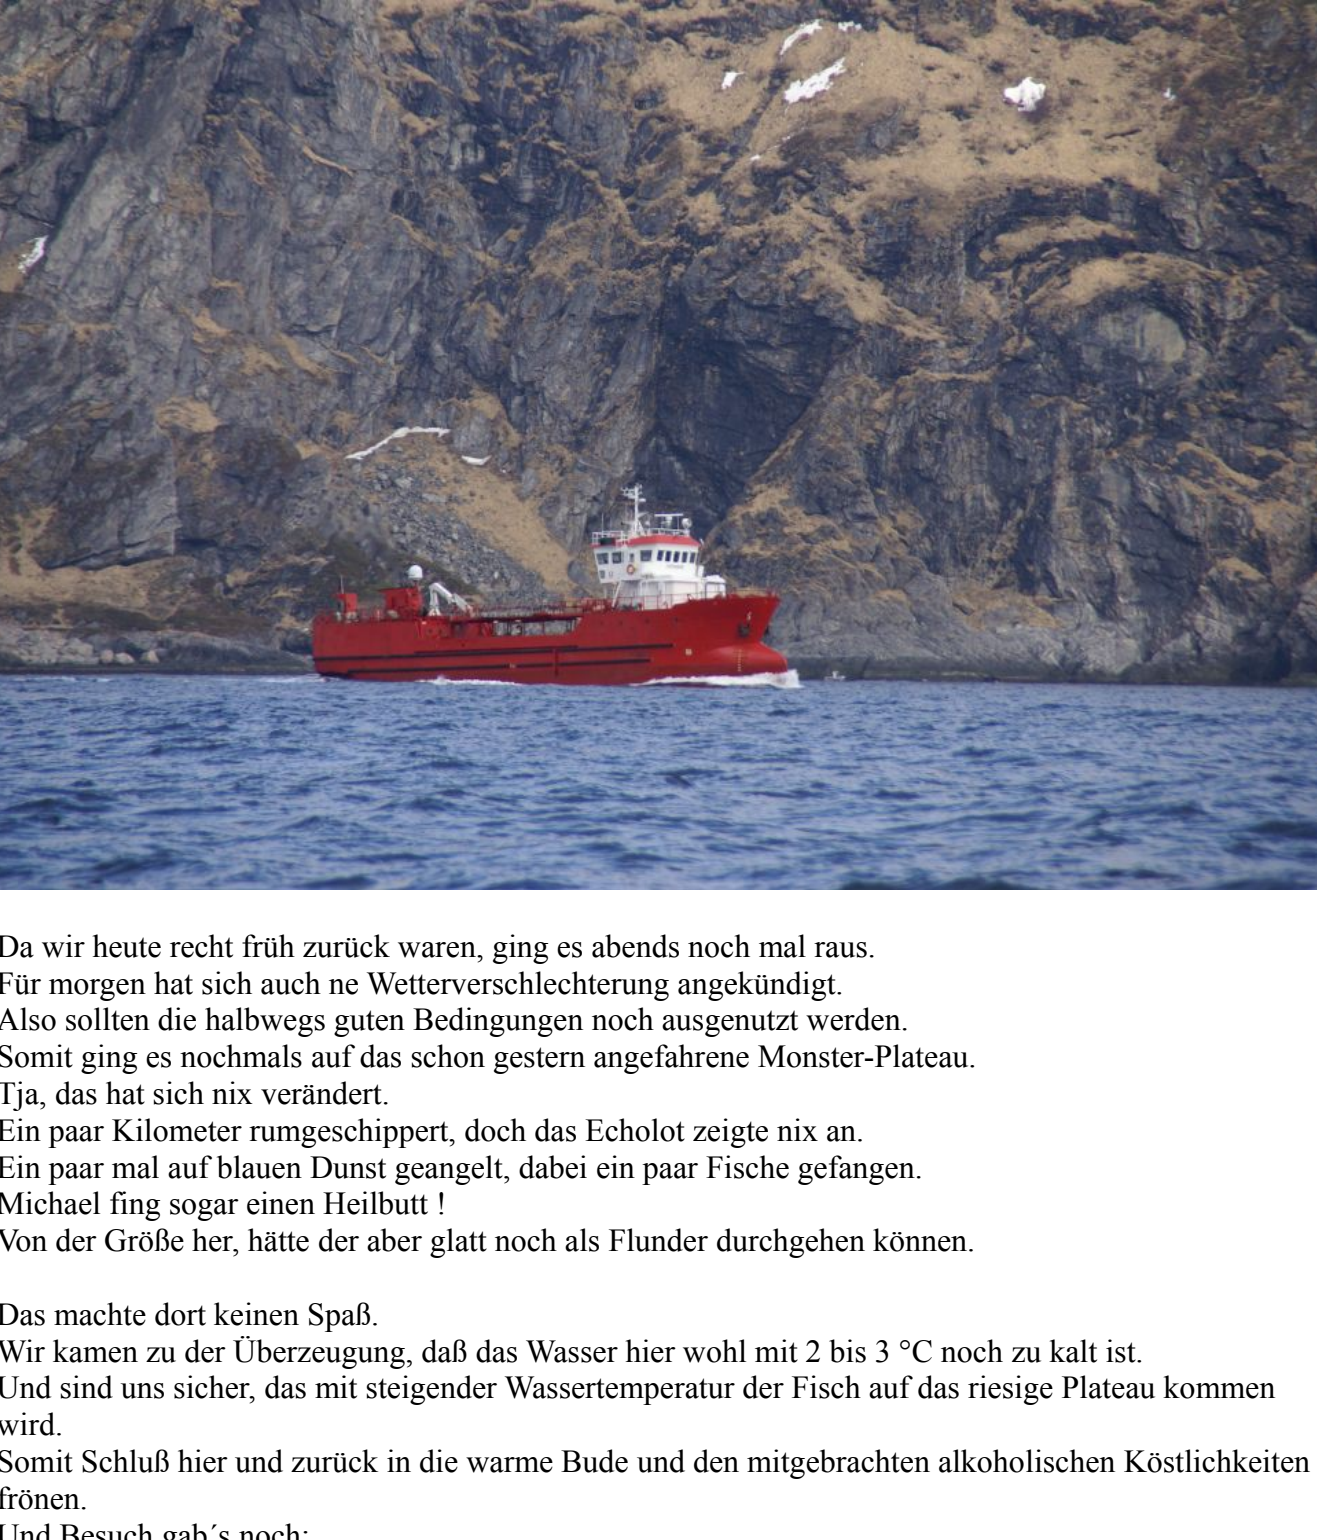 Da wir heute recht früh zurück waren, ging es abends noch mal raus.
Für morgen hat sich auch ne Wetterverschlechterung angekündigt.
Also sollten die halbwegs guten Bedingungen noch ausgenutzt werden.
Somit ging es nochmals auf das schon gestern angefahrene Monster-Plateau.
Tja, das hat sich nix verändert.
Ein paar Kilometer rumgeschippert, doch das Echolot zeigte nix an.
Ein paar mal auf blauen Dunst geangelt, dabei ein paar Fische gefangen.
Michael fing sogar einen Heilbutt !
Von der Größe her, hätte der aber glatt noch als Flunder durchgehen können.
Das machte dort keinen Spaß.
Wir kamen zu der Überzeugung, daß das Wasser hier wohl mit 2 bis 3 °C noch zu kalt ist.
Und sind uns sicher, das mit steigender Wassertemperatur der Fisch auf das riesige Plateau kommen
wird.
Somit Schluß hier und zurück in die warme Bude und den mitgebrachten alkoholischen Köstlichkeiten
frönen.
Und Besuch gab´s noch: